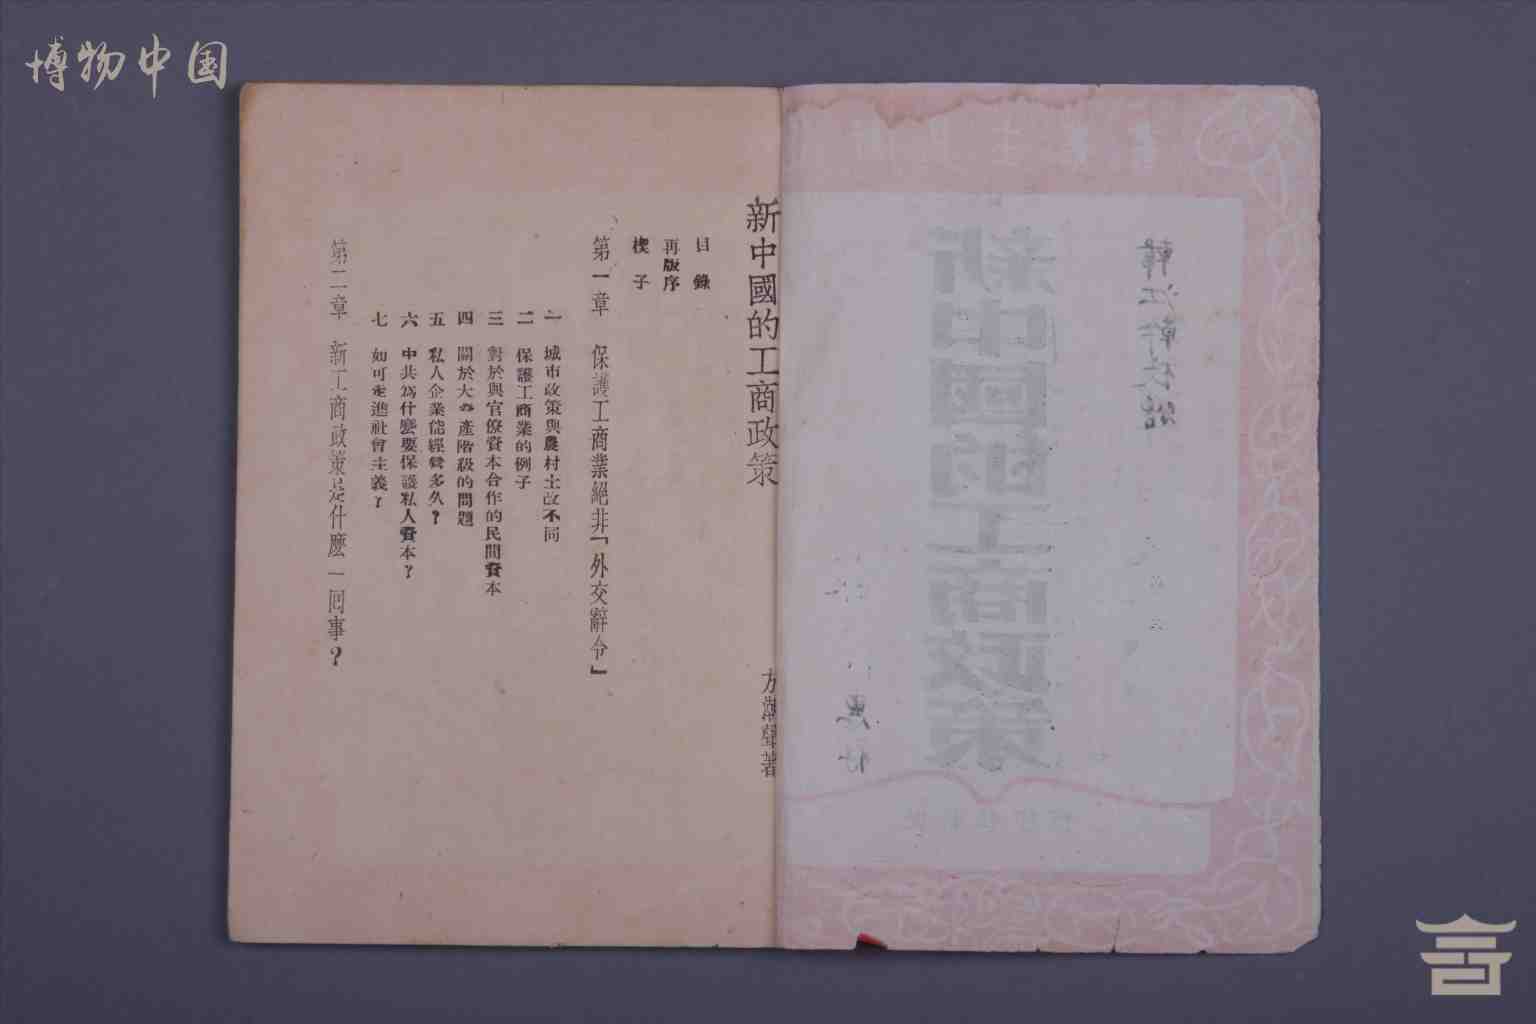 博物中国
新中國的工商政策
方潮聲著
目錄
再版序
楔子
第一章 保護工商業絕非「外交辭令」
一 城市政策與農村土改不同
二 保護工商業的例子
三 對於與官僚資本合作的民間資本
四 關於大資產階級的問題
五 私人企業能經營多久?
六 中共為什麽要保護私人資本?
七 如何走進社會主義?
第二章 新工商政策是什麽一回事?
新中國的工商政策